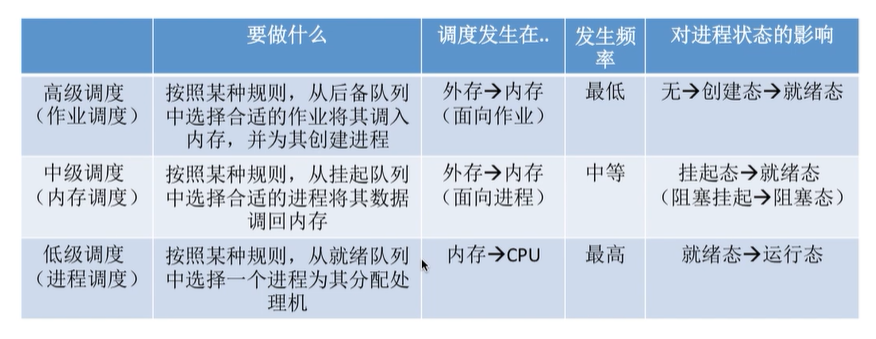 要做什么
调度发生在..
发生频
率
对进程状态的影响
高级调度
（作业调度）
按照某种规则，从后备队列
中选择合适的作业将其调入
内存，并为其创建进程
外存→内存
（面向作业）
最低
无→创建态→就绪态
中级调度
（内存调度）
按照某种规则，从挂起队列
中选择合适的进程将其数据
调回内存
外存→内存
（面向进程）
中等
挂起态→就绪态
（阻塞挂起→阻塞态）
低级调度
（进程调度）
按照某种规则，从就绪队列
中选择一个进程为其分配处
理机
内存→CPU
最高
就绪态→运行态